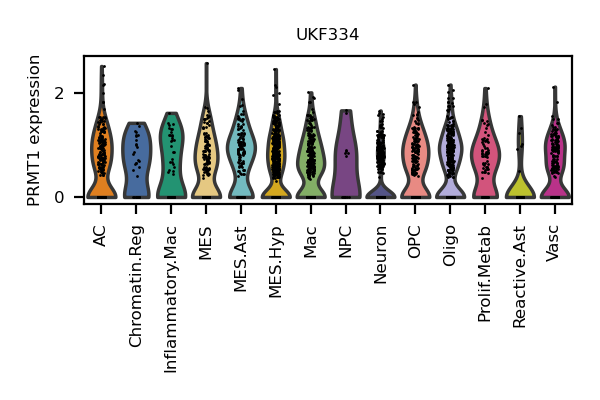 UKF334
PRMT1 expression
2
0
AC
Chromatin.Reg
Inflammatory.Mac
MES
MES.Ast
MES.Hyp
Mac
NPC
Neuron
OPC
Oligo
Prolif.Metab
Reactive.Ast
Vasc